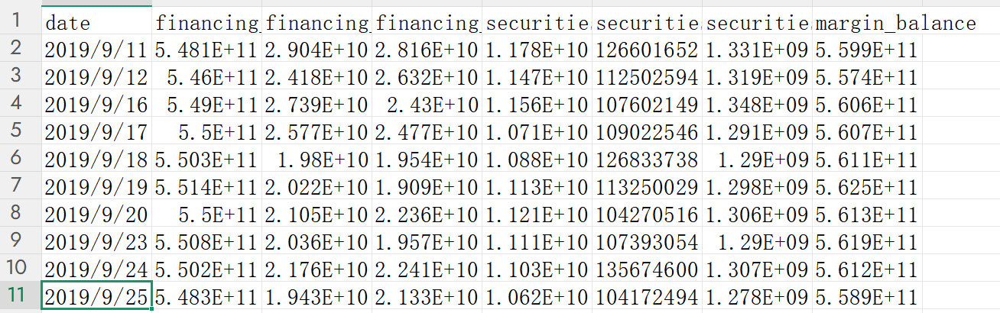 1 date financing_ financing_ financing_ securitie securitie securitie margin_balance
2 2019/9/11 5.481E+11 2.904E+10 2.816E+10 1.178E+10 126601652 1.331E+09 5.599E+11
3 2019/9/12 5.46E+11 2.418E+10 2.632E+10 1.147E+10 112502594 1.319E+09 5.574E+11
4 2019/9/16 5.49E+11 2.739E+10 2.43E+10 1.156E+10 107602149 1.348E+09 5.606E+11
5 2019/9/17 5.5E+11 2.577E+10 2.477E+10 1.071E+10 109022546 1.291E+09 5.607E+11
6 2019/9/18 5.503E+11 1.98E+10 1.954E+10 1.088E+10 126833738 1.29E+09 5.611E+11
7 2019/9/19 5.514E+11 2.022E+10 1.909E+10 1.113E+10 113250029 1.298E+09 5.625E+11
8 2019/9/20 5.5E+11 2.105E+10 2.236E+10 1.121E+10 104270516 1.306E+09 5.613E+11
9 2019/9/23 5.508E+11 2.036E+10 1.957E+10 1.111E+10 107393054 1.29E+09 5.619E+11
10 2019/9/24 5.502E+11 2.176E+10 2.241E+10 1.103E+10 135674600 1.307E+09 5.612E+11
11 2019/9/25 5.483E+11 1.943E+10 2.133E+10 1.062E+10 104172494 1.278E+09 5.589E+11